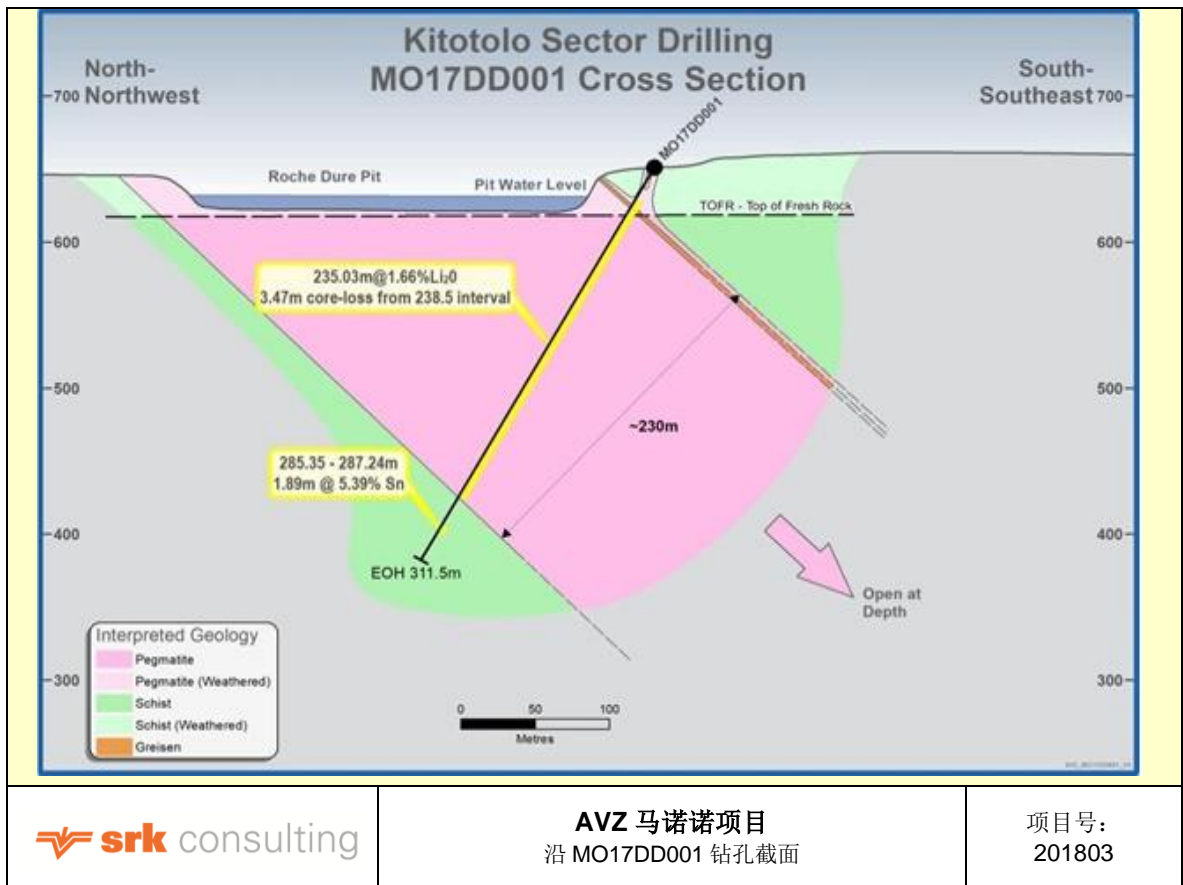 Kitotolo Sector Drilling
MO17DD001 Cross Section
North-
Northwest
South-
Southeast
700
700
MO17DD001
Roche Dure Pit
Pit Water Level
TOFR - Top of Fresh Rock
600
600
235.03m@1.66%Li₂0
3.47m core-loss from 238.5 interval
500
500
~230m
285.35 - 287.24m
1.89m @ 5.39% Sn
400
400
EOH 311.5m
Open at
Depth
Interpreted Geology
Pegmatite
Pegmatite (Weathered)
Schist
Schist (Weathered)
Greisen
300
300
0 50 100
Metres
srk consulting
AVZ 马诺诺项目
沿 MO17DD001 钻孔截面
项目号：
201803